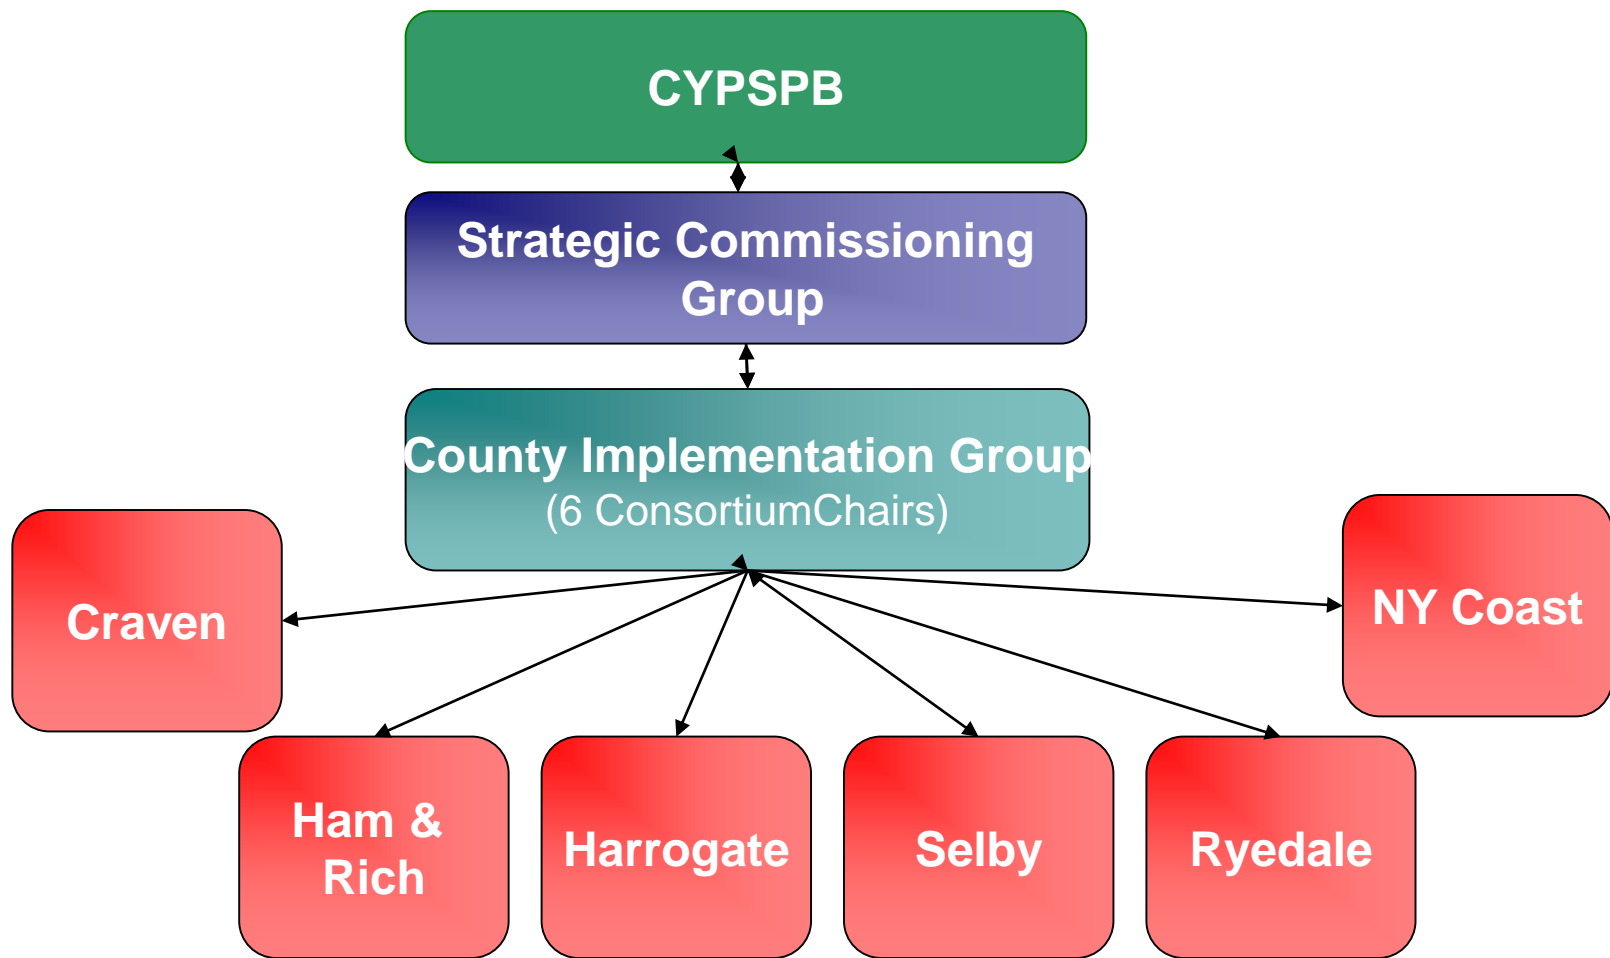 CYPSPB
Strategic Commissioning
Group
County Implementation Group
(6 ConsortiumChairs)
Craven
NY Coast
Ham &
Rich
Harrogate
Selby
Ryedale